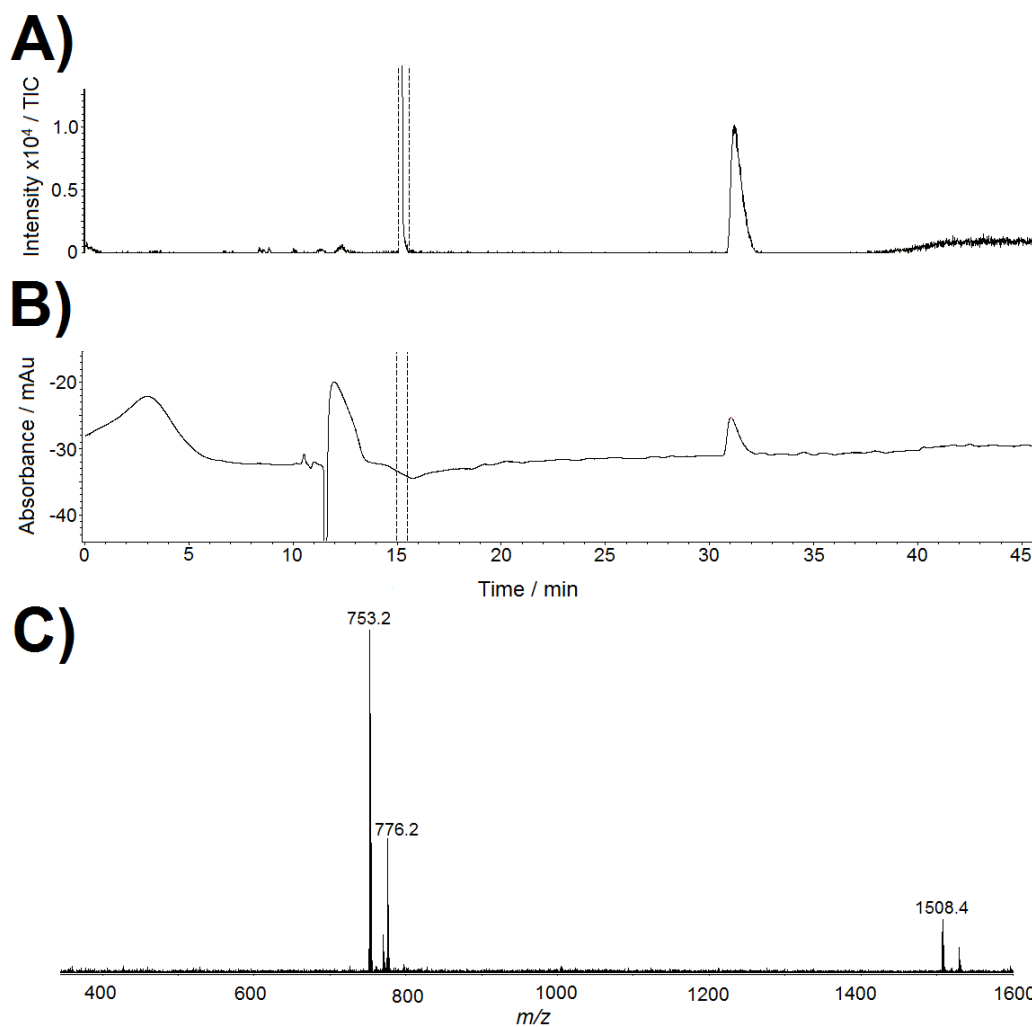 A)
Intensity x10⁴ / TIC
1.0
0.5
0
B)
Absorbance / mAu
-20
-30
-40
0 5 10 15 20 25 30 35 40 45
Time / min
C)
753.2
776.2
1508.4
400 600 800 1000 1200 1400 1600
m/z